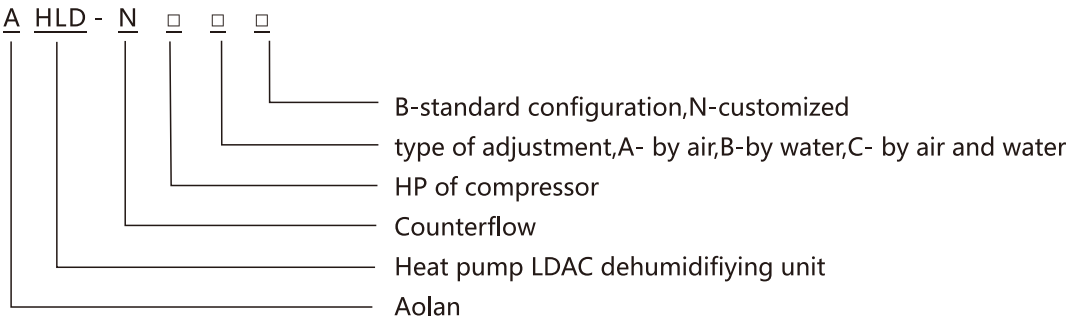 A HLD - N □ □ □
B-standard configuration,N-customized
type of adjustment,A- by air,B-by water,C- by air and water
HP of compressor
Counterflow
Heat pump LDAC dehumidifiying unit
Aolan